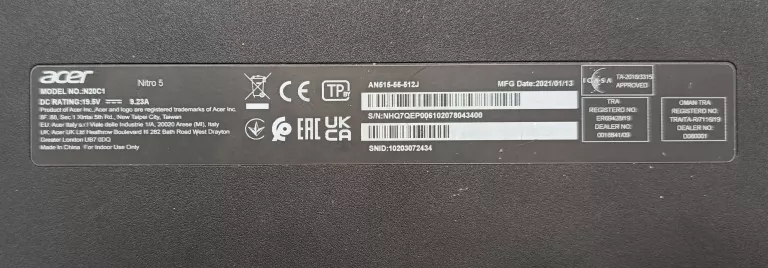 acer Nitro 5
MODEL NO.:N20C1
DC RATING:19.5V 9.23A
Product of Acer Inc. Acer and logo are registered trademarks of Acer Inc.
8F, 88, Sec.1 Xintai 5th Rd., New Taipei City, Taiwan
EU: Acer Italy s.r.l Viale delle Industrie 1/A, 20020 Arese (MI), Italy
UK: Acer UK Ltd Heathrow Boulevard III 282 Bath Road West Drayton
Greater London UB7 0DQ
Made in China For Indoor Use Only
CE TP
EAC UK
CA
AN515-55-512J MFG Date:2021/01/13
S/N:NHQ7QEP006102078043400
SNID:10203072434
ICASA TA-2018/3315
APPROVED
TRA
REGISTERED NO:
DEALER NO:
OMAN TRA
REGISTERED NO:
DEALER NO:
D080001